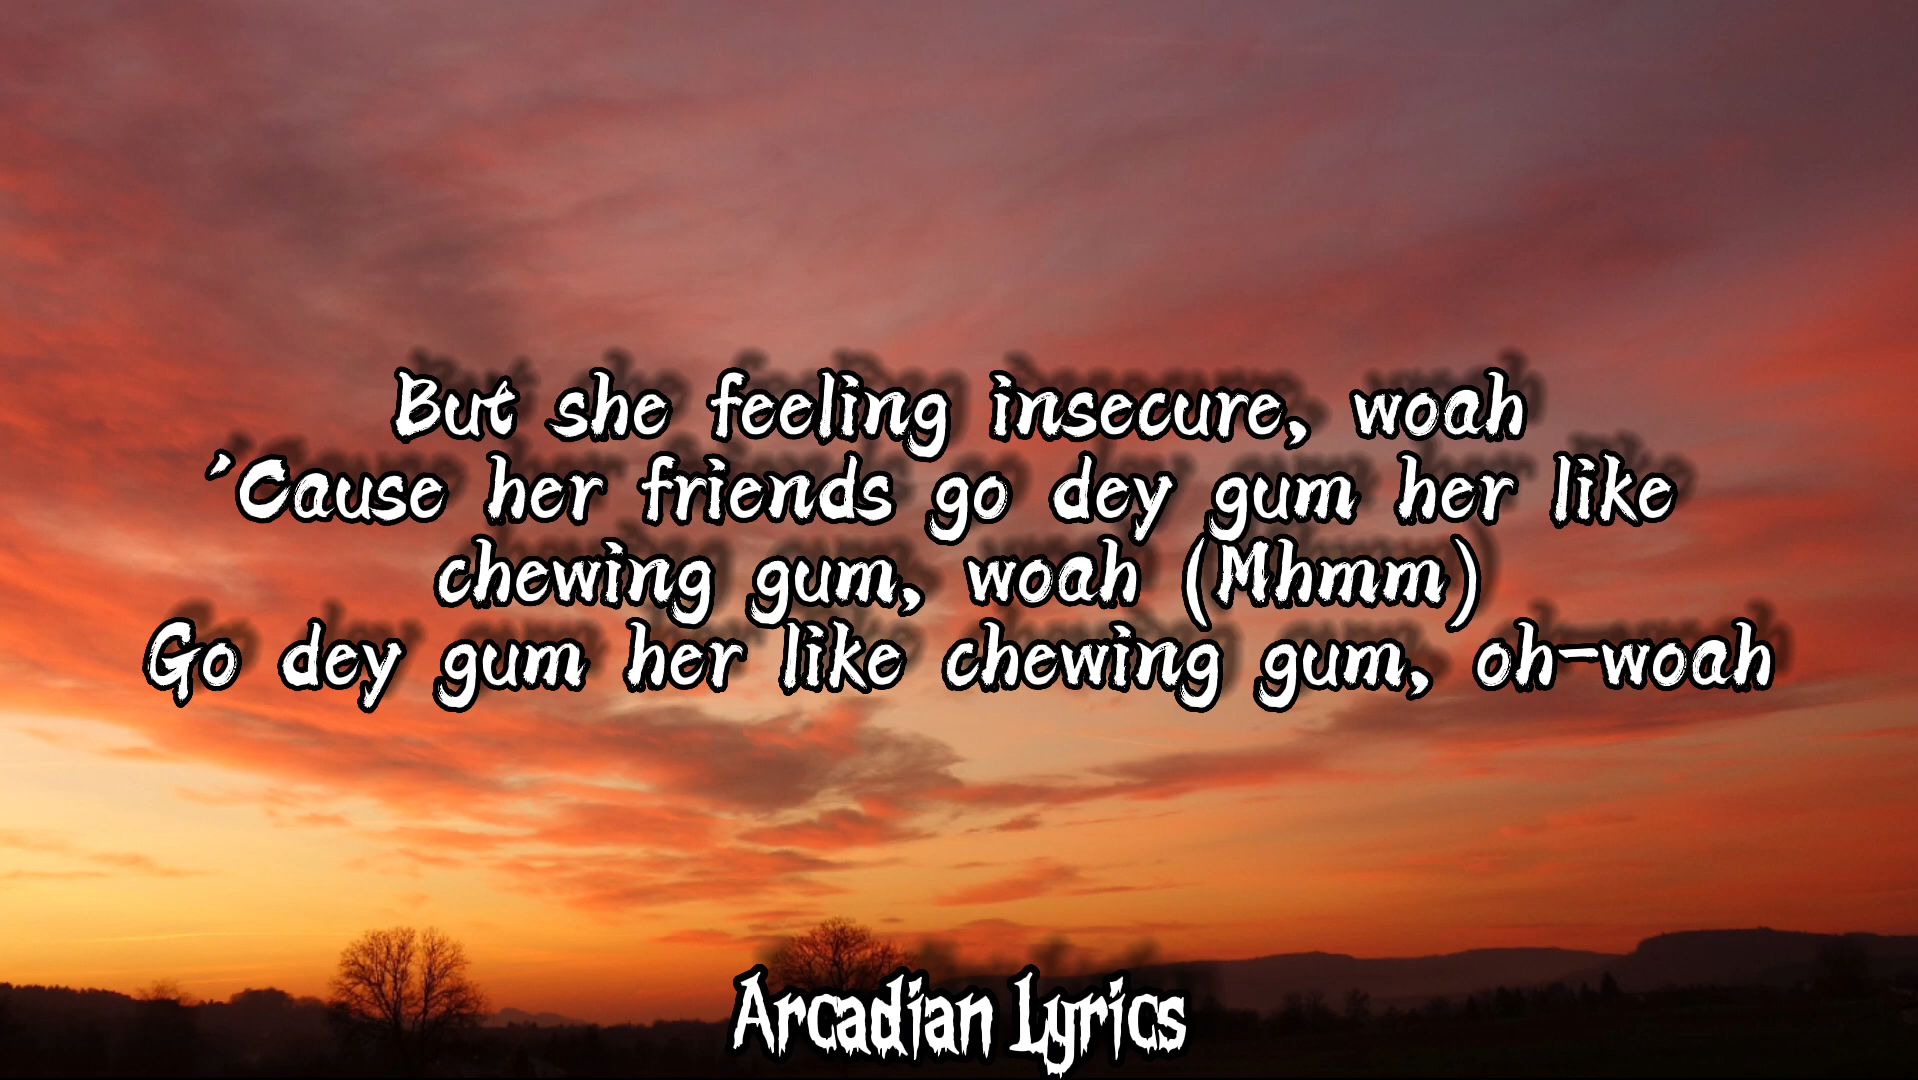 But she feeling insecure, woah
'Cause her friends go dey gum her like
chewing gum, woah (Mhmm)
Go dey gum her like chewing gum, oh-woah
Arcadian Lyrics